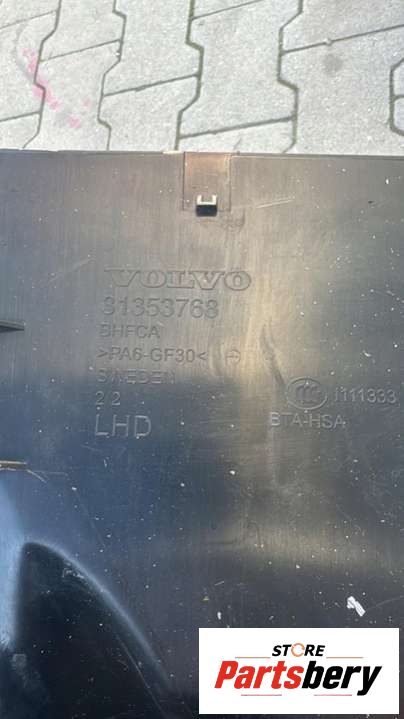 VOLVO
31353768
SHFCA
>PA6-GF30<
SWEDEN
2/2
LHD
1111333
BTA-HSA
STORE
Partsbery